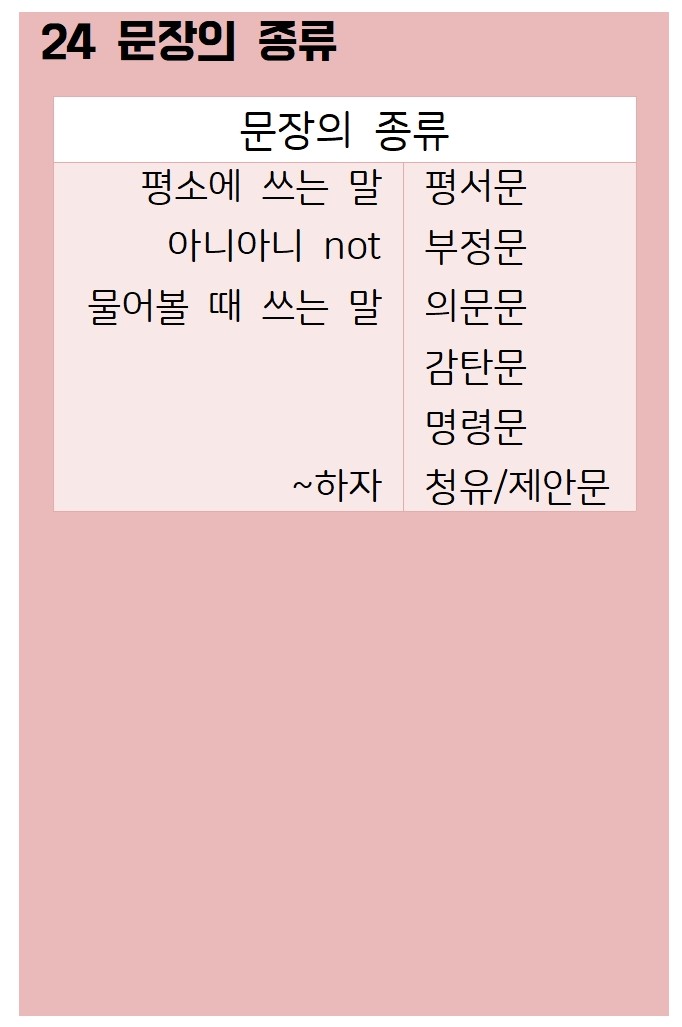 24 문장의 종류
문장의 종류
평소에 쓰는 말 평서문
아니아니 not 부정문
물어볼 때 쓰는 말 의문문
감탄문
명령문
~하자 청유/제안문